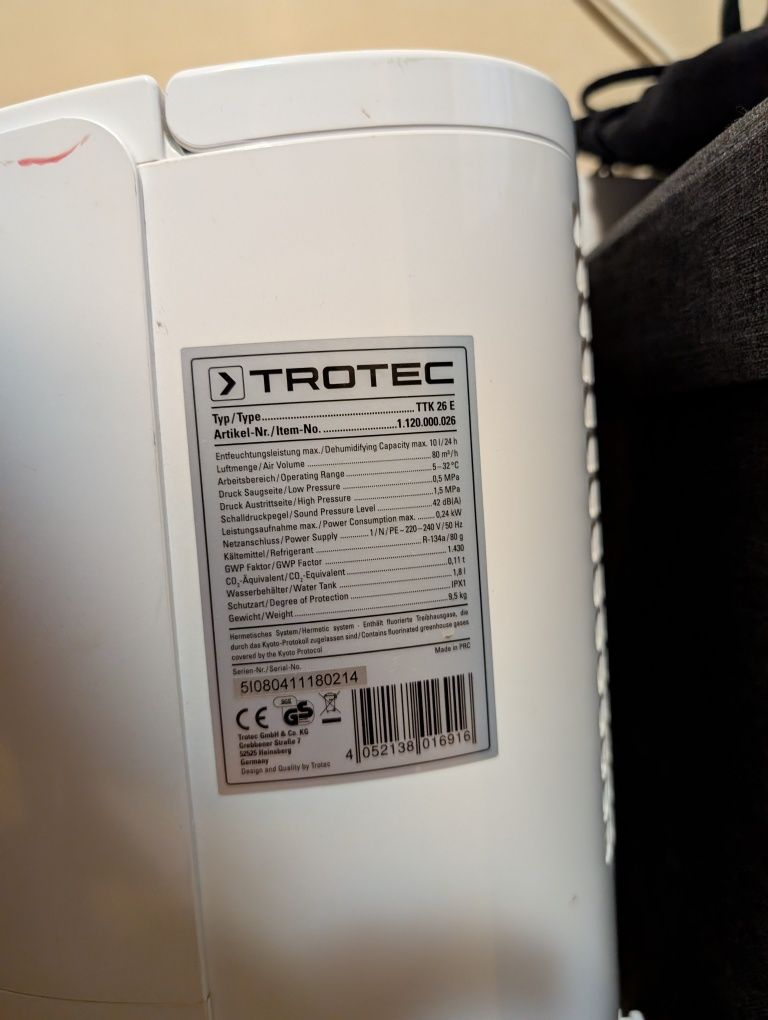 TROTEC
Typ/Type.......... TTK 26 E
Artikel-Nr./Item-No. ..........1.120.000.026
Entfeuchtungsleistung max./Dehumidifying Capacity max. 10 l/24 h
Luftmenge/Air Volume .......... 80 m³/h
Arbeitsbereich/Operating Range .......... 5–32 °C
Druck Saugseite/Low Pressure .......... 0,5 MPa
Druck Austrittseite/High Pressure .......... 1,5 MPa
Schalldruckpegel/Sound Pressure Level .......... 42 dB(A)
Leistungsaufnahme max./Power Consumption max. .......... 0,24 kW
Netzanschluss/Power Supply .......... 1/N/PE~220–240 V/50 Hz
Kältemittel/Refrigerant .......... R-134a/80 g
GWP Faktor/GWP Factor .......... 1.430
CO₂-Äquivalent/CO₂-Equivalent .......... 0,11 t
Wasserbehälter/Water Tank .......... 1,8 l
Schutzart/Degree of Protection .......... IPX1
Gewicht/Weight .......... 9,5 kg
Hermetisches System/Hermetic system - Enthält fluorierte Treibhausgase, die
durch das Kyoto-Protokoll zugelassen sind/Contains fluorinated greenhouse gases
covered by the Kyoto Protocol
Made in PRC
Serien-Nr./Serial-No.
5I080411180214
CE SGS GS
Trotec GmbH & Co. KG
Grebbener Straße 7
52525 Heinsberg
Germany
Design and Quality by Trotec
4 052138 016916